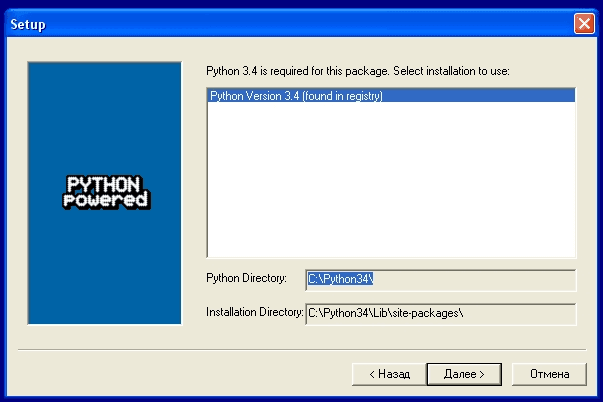 Setup
Python 3.4 is required for this package. Select installation to use:
Python Version 3.4 (found in registry)
PYTHON
powered
Python Directory: C:\Python34\
Installation Directory: C:\Python34\Lib\site-packages\
< Назад Далее > Отмена